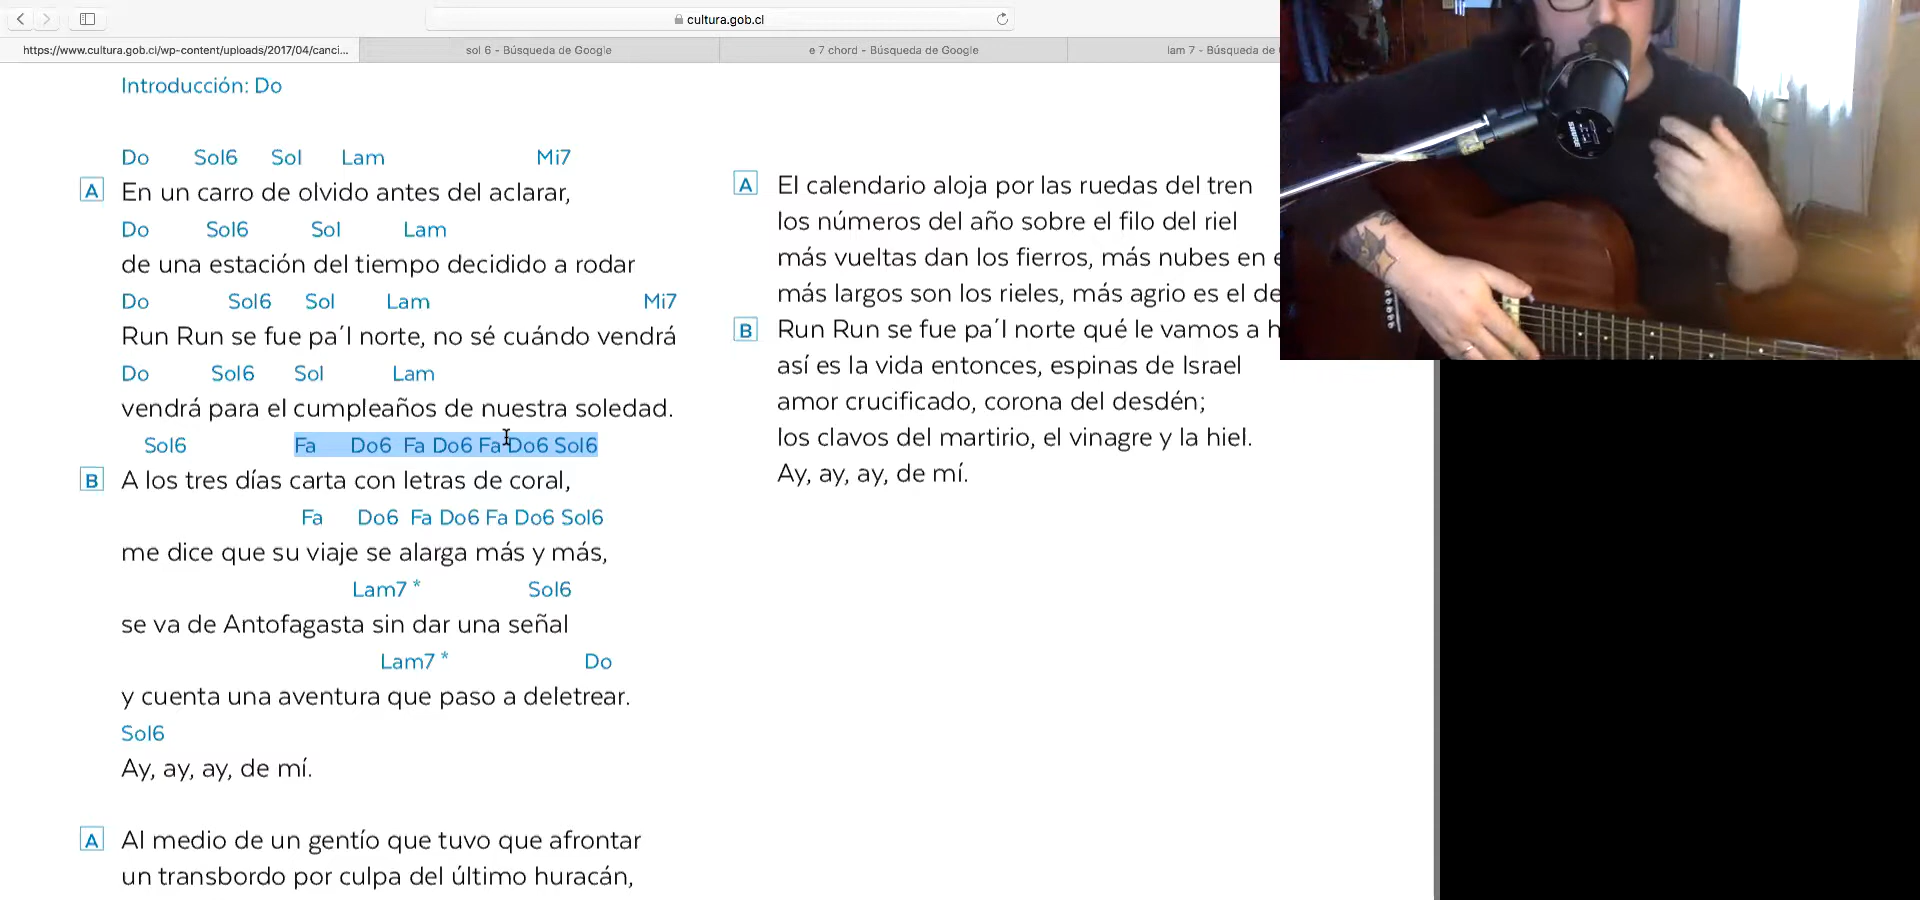 cultura.gob.cl
https://www.cultura.gob.cl/wp-content/uploads/2017/04/canci...
sol 6 - Búsqueda de Google
e 7 chord - Búsqueda de Google
lam 7 - Búsqueda de
Introducción: Do
Do Sol6 Sol Lam Mi7
A En un carro de olvido antes del aclarar,
Do Sol6 Sol Lam
de una estación del tiempo decidido a rodar
Do Sol6 Sol Lam Mi7
Run Run se fue pa´l norte, no sé cuándo vendrá
Do Sol6 Sol Lam
vendrá para el cumpleaños de nuestra soledad.
Sol6 Fa Do6 Fa Do6 Fa Do6 Sol6
B A los tres días carta con letras de coral,
Fa Do6 Fa Do6 Fa Do6 Sol6
me dice que su viaje se alarga más y más,
Lam7 * Sol6
se va de Antofagasta sin dar una señal
Lam7 * Do
y cuenta una aventura que paso a deletrear.
Sol6
Ay, ay, ay, de mí.
A Al medio de un gentío que tuvo que afrontar
un transbordo por culpa del último huracán,
A El calendario aloja por las ruedas del tren
los números del año sobre el filo del riel
más vueltas dan los fierros, más nubes en e
más largos son los rieles, más agrio es el de
B Run Run se fue pa´l norte qué le vamos a h
así es la vida entonces, espinas de Israel
amor crucificado, corona del desdén;
los clavos del martirio, el vinagre y la hiel.
Ay, ay, ay, de mí.